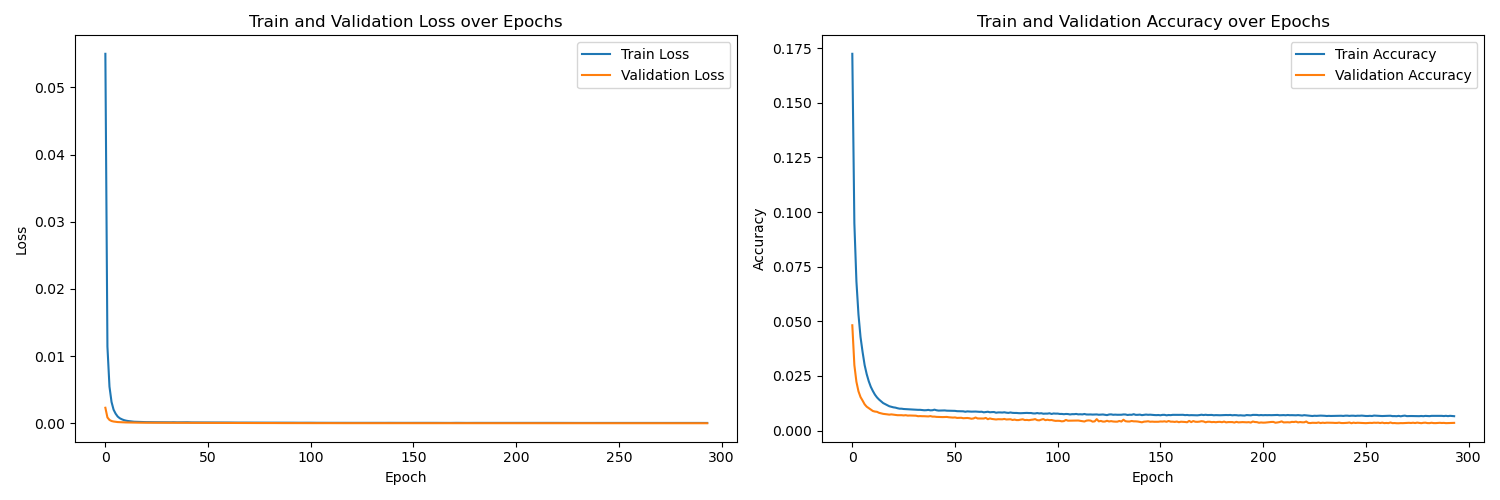 Train and Validation Loss over Epochs
Train Loss
Validation Loss
0.05
0.04
0.03
0.02
0.01
0.00
Loss
0 50 100 150 200 250 300
Epoch
Train and Validation Accuracy over Epochs
Train Accuracy
Validation Accuracy
0.175
0.150
0.125
0.100
0.075
0.050
0.025
0.000
Accuracy
0 50 100 150 200 250 300
Epoch